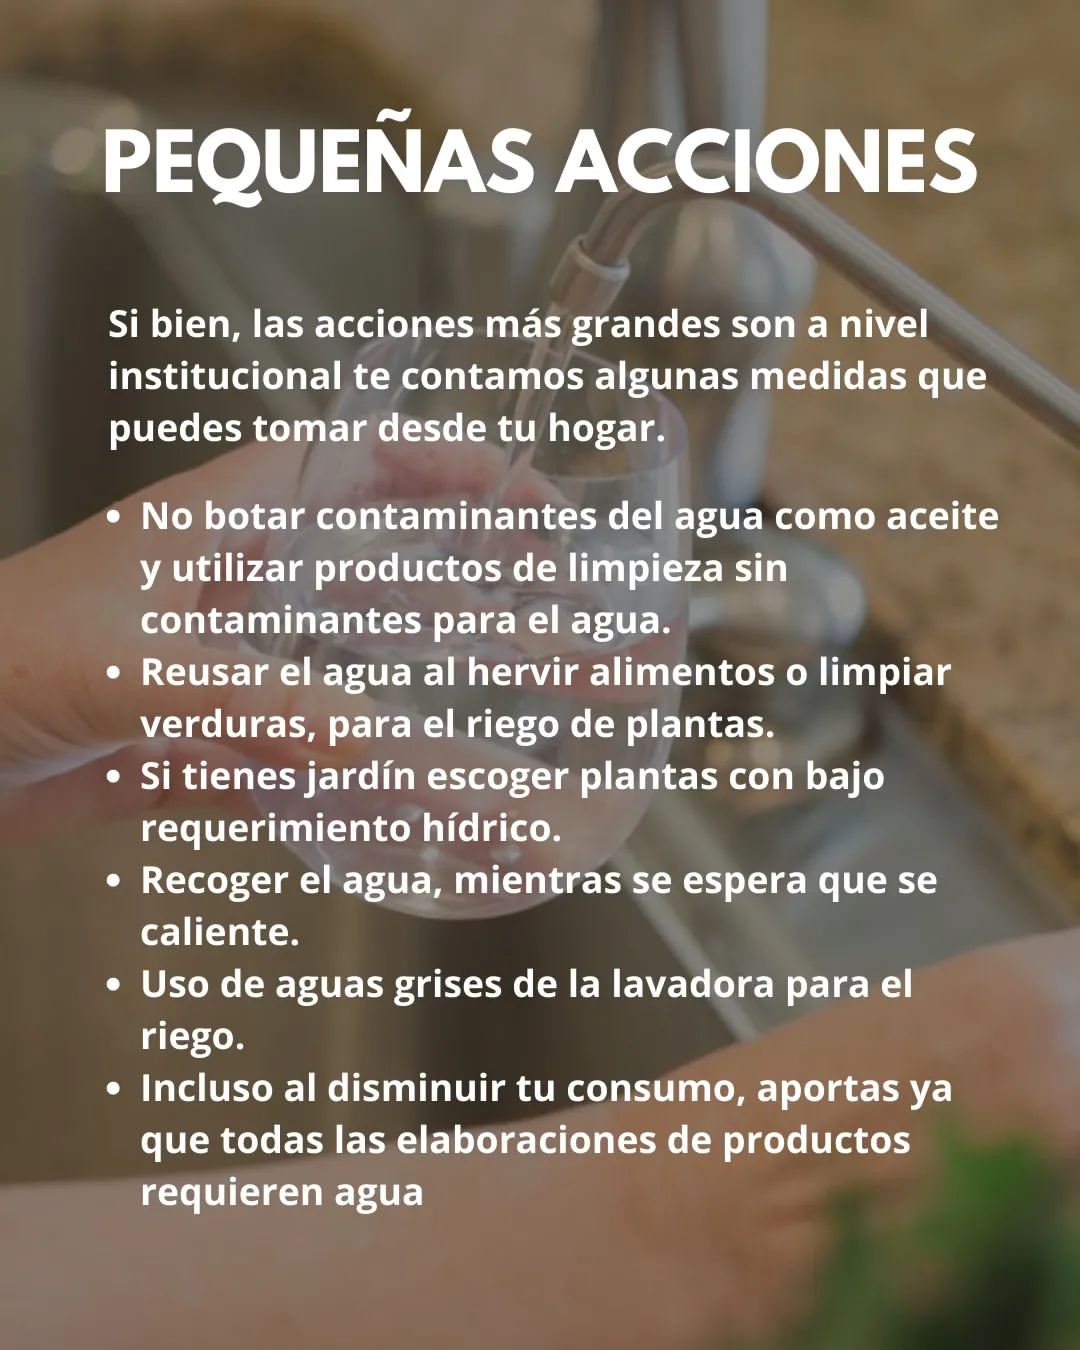 PEQUEÑAS ACCIONES
Si bien, las acciones más grandes son a nivel
institucional te contamos algunas medidas que
puedes tomar desde tu hogar.
• No botar contaminantes del agua como aceite
y utilizar productos de limpieza sin
contaminantes para el agua.
• Reusar el agua al hervir alimentos o limpiar
verduras, para el riego de plantas.
• Si tienes jardín escoger plantas con bajo
requerimiento hídrico.
• Recoger el agua, mientras se espera que se
caliente.
• Uso de aguas grises de la lavadora para el
riego.
• Incluso al disminuir tu consumo, aportas ya
que todas las elaboraciones de productos
requieren agua